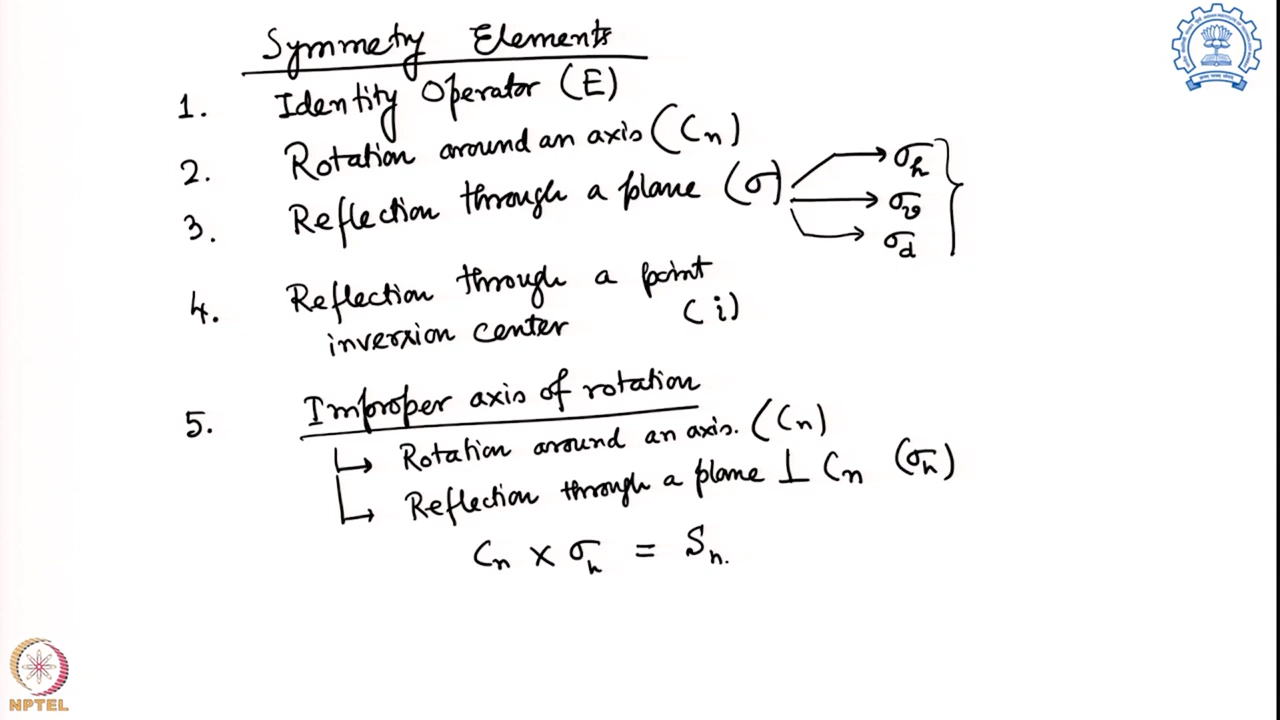 Symmetry Elements
1. Identity Operator (E)
2. Rotation around an axis (Cn)
3. Reflection through a plane (σ) → σh
→ σv
→ σd
4. Reflection through a point
inversion center (i)
5. Improper axis of rotation
→ Rotation around an axis. (Cn)
→ Reflection through a plane ⊥ Cn (σh)
Cn × σh = Sn.
NPTEL